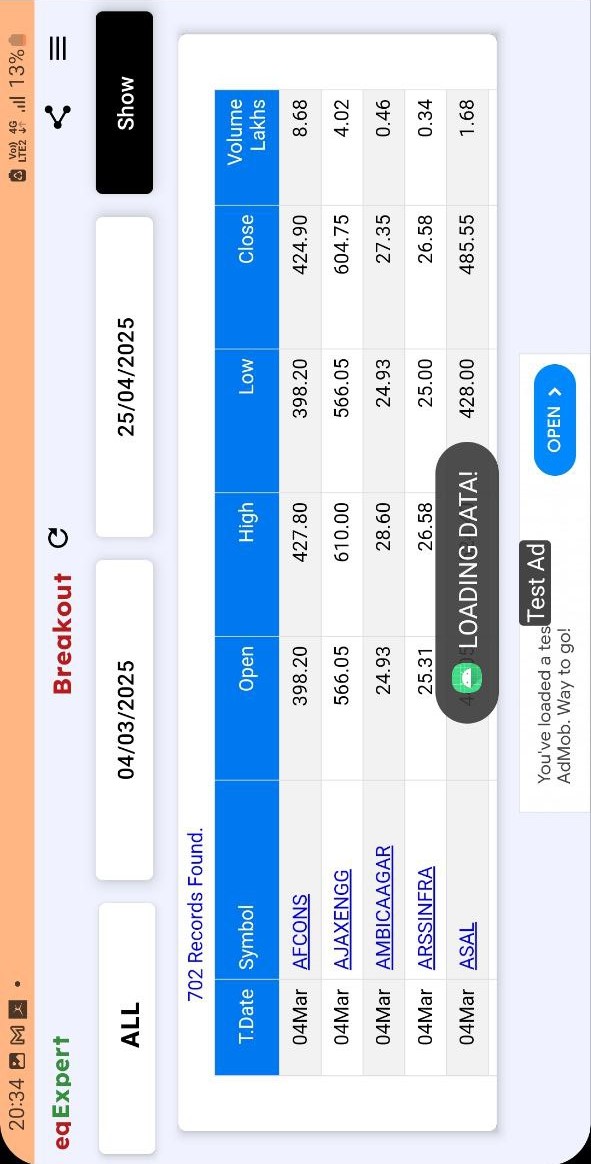 20:34
Vo)) 4G LTE2 13%
eqExpert Breakout
ALL 04/03/2025 25/04/2025 Show
702 Records Found.
T.Date Symbol Open High Low Close Volume Lakhs
04Mar AFCONS 398.20 427.80 398.20 424.90 8.68
04Mar AJAXENGG 566.05 610.00 566.05 604.75 4.02
04Mar AMBICAAGAR 24.93 28.60 24.93 27.35 0.46
04Mar ARSSINFRA 25.31 26.58 25.00 26.58 0.34
04Mar ASAL 428.00 485.55 1.68
LOADING DATA!
Test Ad
You've loaded a tes
AdMob. Way to go!
OPEN >